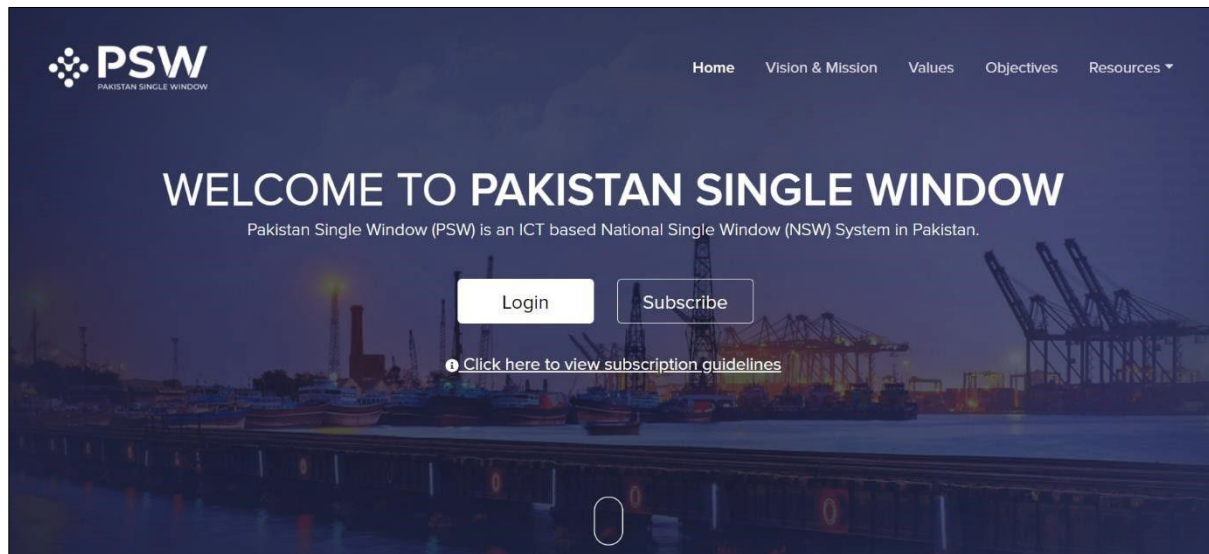 PSW
PAKISTAN SINGLE WINDOW
Home Vision & Mission Values Objectives Resources
WELCOME TO PAKISTAN SINGLE WINDOW
Pakistan Single Window (PSW) is an ICT based National Single Window (NSW) System in Pakistan.
Login Subscribe
Click here to view subscription guidelines